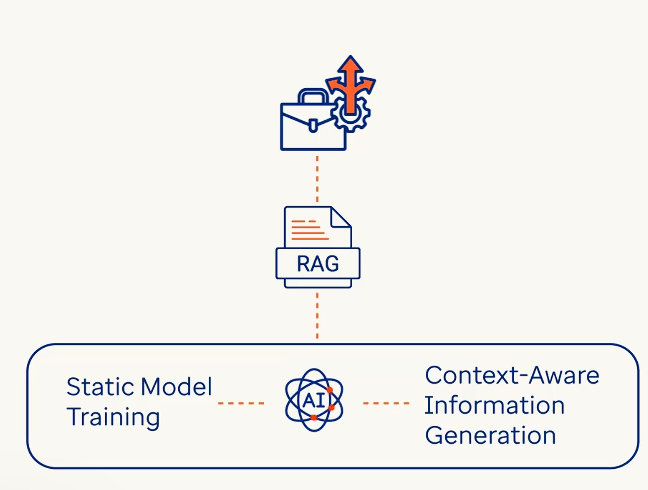 RAG
Static Model
Training
AI
Context-Aware
Information
Generation